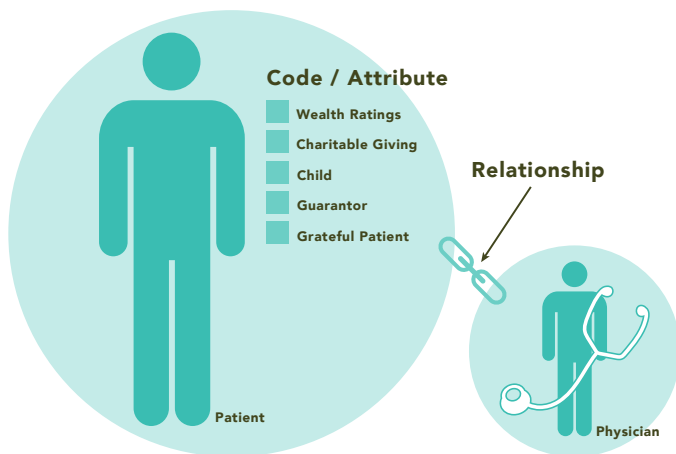 Code / Attribute
Wealth Ratings
Charitable Giving
Child
Guarantor
Grateful Patient
Relationship
Patient
Physician